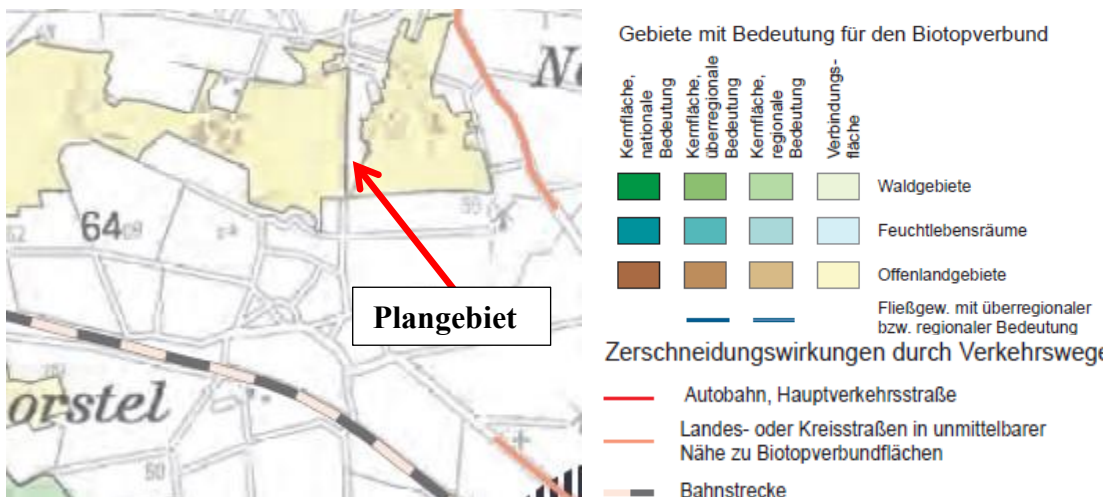 Gebiete mit Bedeutung für den Biotopverbund
Kernfläche,
nationale
Bedeutung
Kernfläche,
überregionale
Bedeutung
Kernfläche,
regionale
Bedeutung
Verbindungs-
fläche
Waldgebiete
Feuchtlebensräume
Offenlandgebiete
Fließgew. mit überregionaler
bzw. regionaler Bedeutung
Zerschneidungswirkungen durch Verkehrswege
Autobahn, Hauptverkehrsstraße
Landes- oder Kreisstraßen in unmittelbarer
Nähe zu Biotopverbundflächen
Bahnstrecke
64
Plangebiet
orstel
50